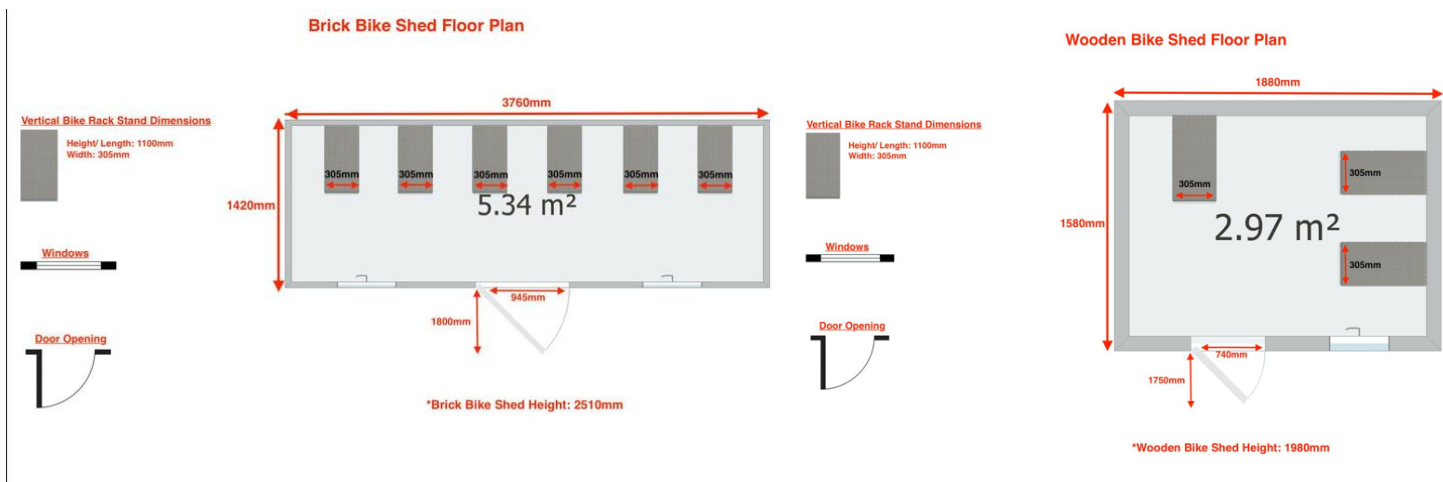 Brick Bike Shed Floor Plan
3760mm
Vertical Bike Rack Stand Dimensions
Height/ Length: 1100mm
Width: 305mm
305mm
305mm
305mm
305mm
305mm
305mm
1420mm
5.34 m²
Windows
945mm
1800mm
Door Opening
*Brick Bike Shed Height: 2510mm
Wooden Bike Shed Floor Plan
1880mm
Vertical Bike Rack Stand Dimensions
Height/ Length: 1100mm
Width: 305mm
305mm
305mm
1580mm
2.97 m²
305mm
Windows
Door Opening
740mm
1750mm
*Wooden Bike Shed Height: 1980mm